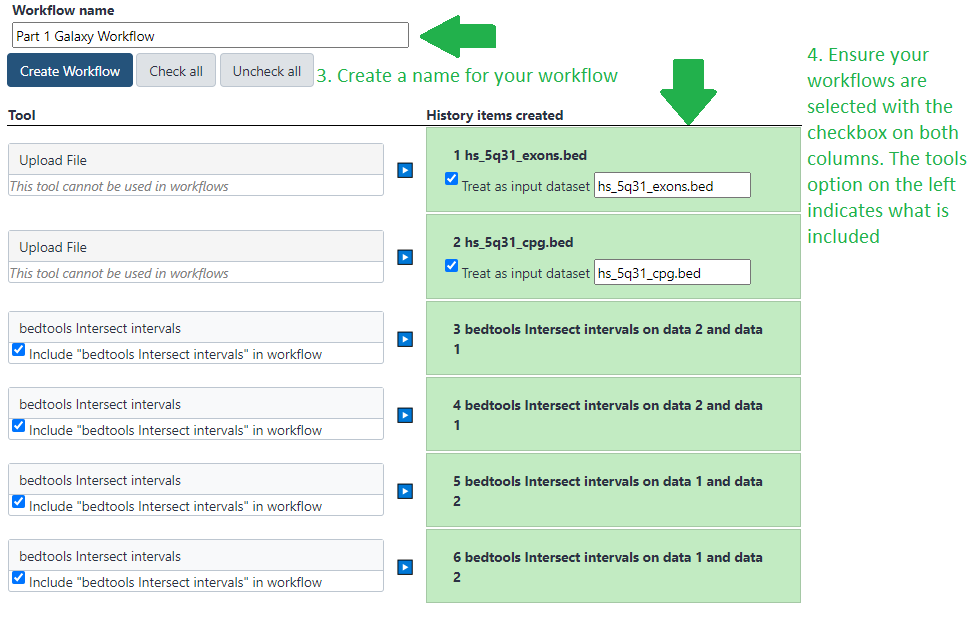 Workflow name
Part 1 Galaxy Workflow
Create Workflow
Check all
Uncheck all
3. Create a name for your workflow
4. Ensure your
workflows are
selected with the
checkbox on both
columns. The tools
option on the left
indicates what is
included
Tool
History items created
Upload File
This tool cannot be used in workflows
1 hs_5q31_exons.bed
Treat as input dataset hs_5q31_exons.bed
Upload File
This tool cannot be used in workflows
2 hs_5q31_cpg.bed
Treat as input dataset hs_5q31_cpg.bed
bedtools Intersect intervals
Include "bedtools Intersect intervals" in workflow
3 bedtools Intersect intervals on data 2 and data
1
bedtools Intersect intervals
Include "bedtools Intersect intervals" in workflow
4 bedtools Intersect intervals on data 2 and data
1
bedtools Intersect intervals
Include "bedtools Intersect intervals" in workflow
5 bedtools Intersect intervals on data 1 and data
2
bedtools Intersect intervals
Include "bedtools Intersect intervals" in workflow
6 bedtools Intersect intervals on data 1 and data
2